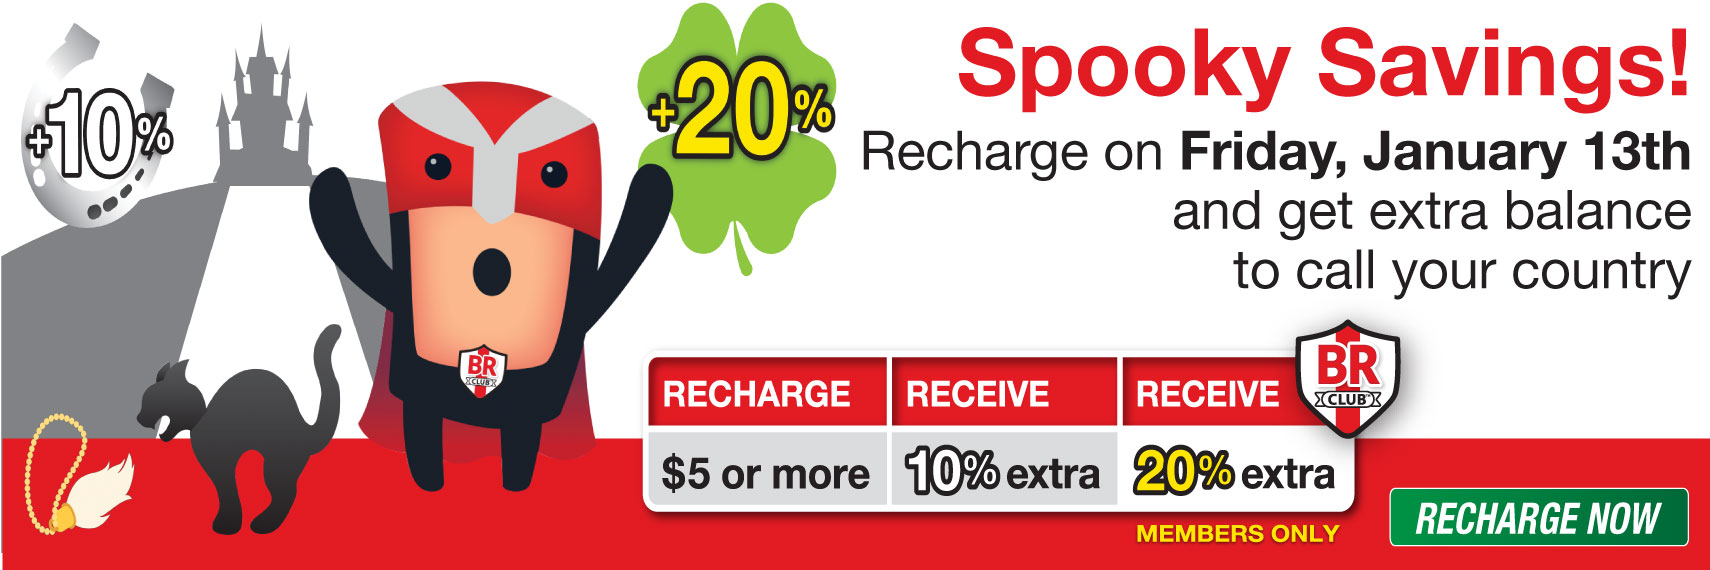 +10%
+20%
Spooky Savings!
Recharge on Friday, January 13th
and get extra balance
to call your country
BR
CLUB
BR
CLUB™
RECHARGE RECEIVE RECEIVE
$5 or more 10% extra 20% extra
MEMBERS ONLY
RECHARGE NOW